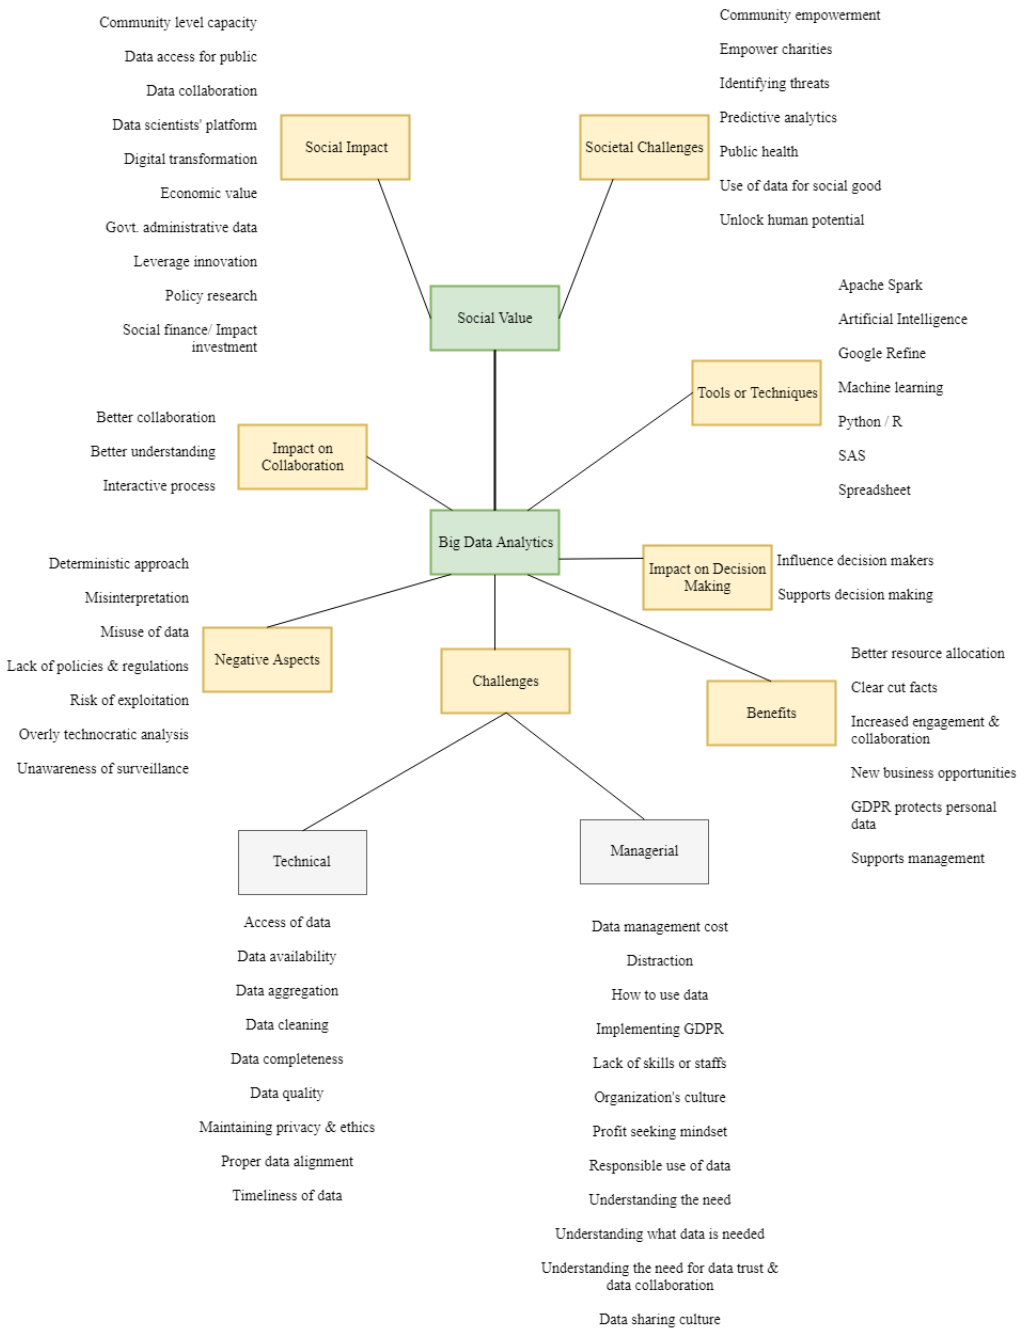 Community level capacity
Data access for public
Data collaboration
Data scientists' platform
Digital transformation
Economic value
Govt. administrative data
Leverage innovation
Policy research
Social finance/ Impact
investment
Social Impact
Societal Challenges
Community empowerment
Empower charities
Identifying threats
Predictive analytics
Public health
Use of data for social good
Unlock human potential
Social Value
Apache Spark
Artificial Intelligence
Google Refine
Machine learning
Python / R
SAS
Spreadsheet
Tools or Techniques
Better collaboration
Better understanding
Interactive process
Impact on
Collaboration
Big Data Analytics
Impact on Decision
Making
Influence decision makers
Supports decision making
Deterministic approach
Misinterpretation
Misuse of data
Lack of policies & regulations
Risk of exploitation
Overly technocratic analysis
Unawareness of surveillance
Negative Aspects
Challenges
Benefits
Better resource allocation
Clear cut facts
Increased engagement &
collaboration
New business opportunities
GDPR protects personal
data
Supports management
Technical
Access of data
Data availability
Data aggregation
Data cleaning
Data completeness
Data quality
Maintaining privacy & ethics
Proper data alignment
Timeliness of data
Managerial
Data management cost
Distraction
How to use data
Implementing GDPR
Lack of skills or staffs
Organization's culture
Profit seeking mindset
Responsible use of data
Understanding the need
Understanding what data is needed
Understanding the need for data trust &
data collaboration
Data sharing culture